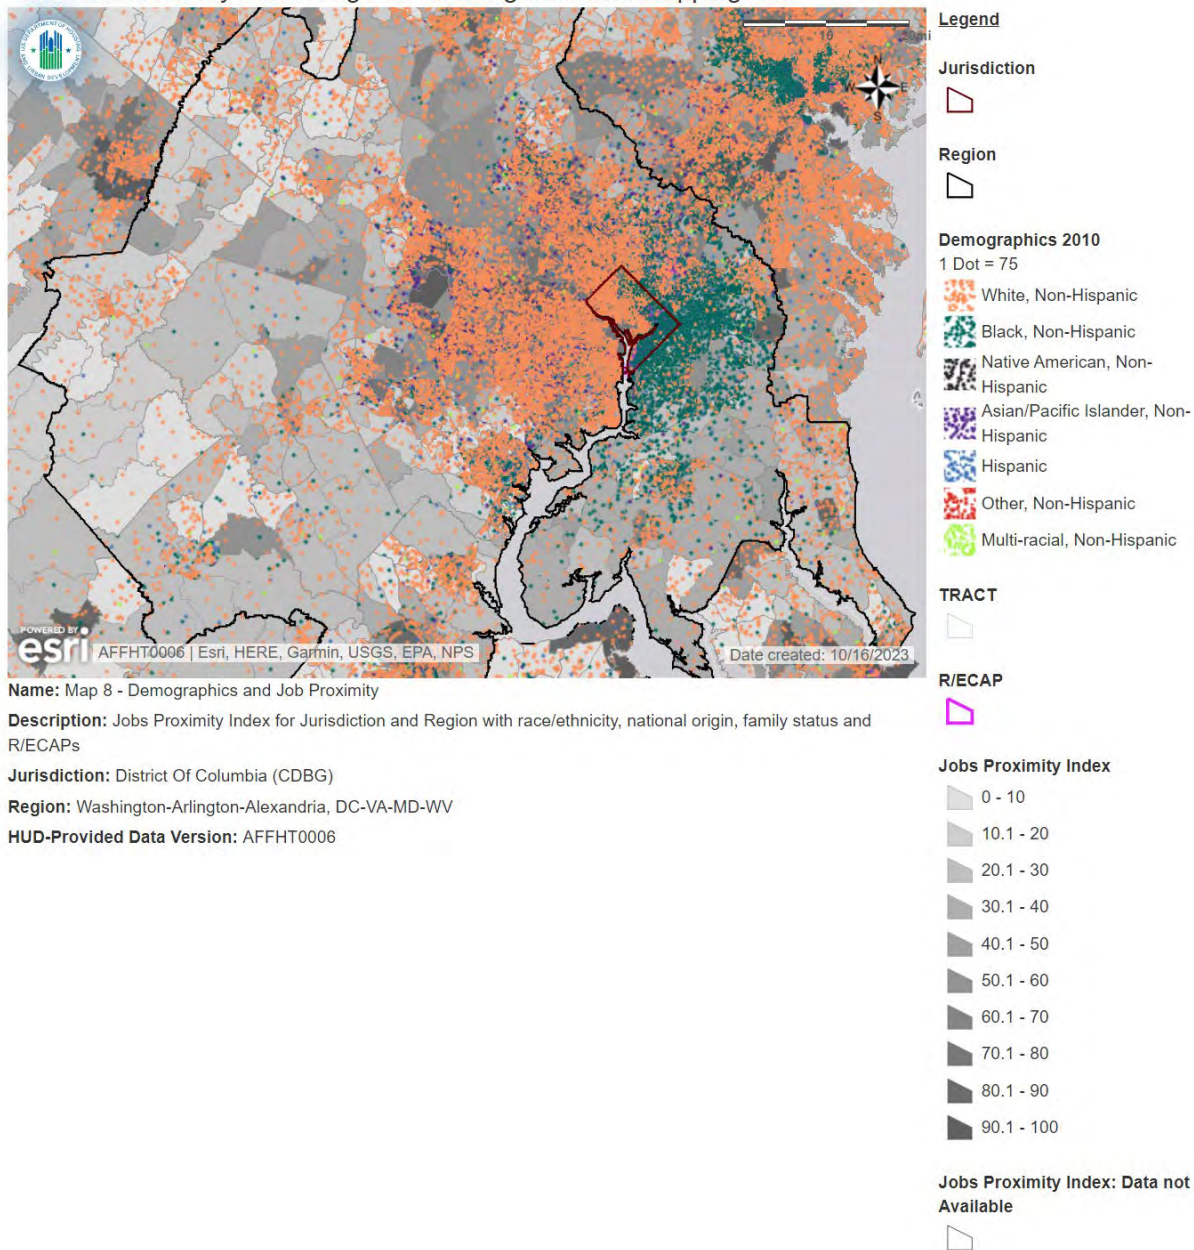 Legend
Jurisdiction
Region
Demographics 2010
1 Dot = 75
White, Non-Hispanic
Black, Non-Hispanic
Native American, Non-
Hispanic
Asian/Pacific Islander, Non-
Hispanic
Hispanic
Other, Non-Hispanic
Multi-racial, Non-Hispanic
TRACT
R/ECAP
Jobs Proximity Index
0 - 10
10.1 - 20
20.1 - 30
30.1 - 40
40.1 - 50
50.1 - 60
60.1 - 70
70.1 - 80
80.1 - 90
90.1 - 100
Jobs Proximity Index: Data not
Available
10
N
W
E
S
POWERED BY
esri
AFFHT0006 | Esri, HERE, Garmin, USGS, EPA, NPS
Date created: 10/16/2023
Name: Map 8 - Demographics and Job Proximity
Description: Jobs Proximity Index for Jurisdiction and Region with race/ethnicity, national origin, family status and
R/ECAPs
Jurisdiction: District Of Columbia (CDBG)
Region: Washington-Arlington-Alexandria, DC-VA-MD-WV
HUD-Provided Data Version: AFFHT0006